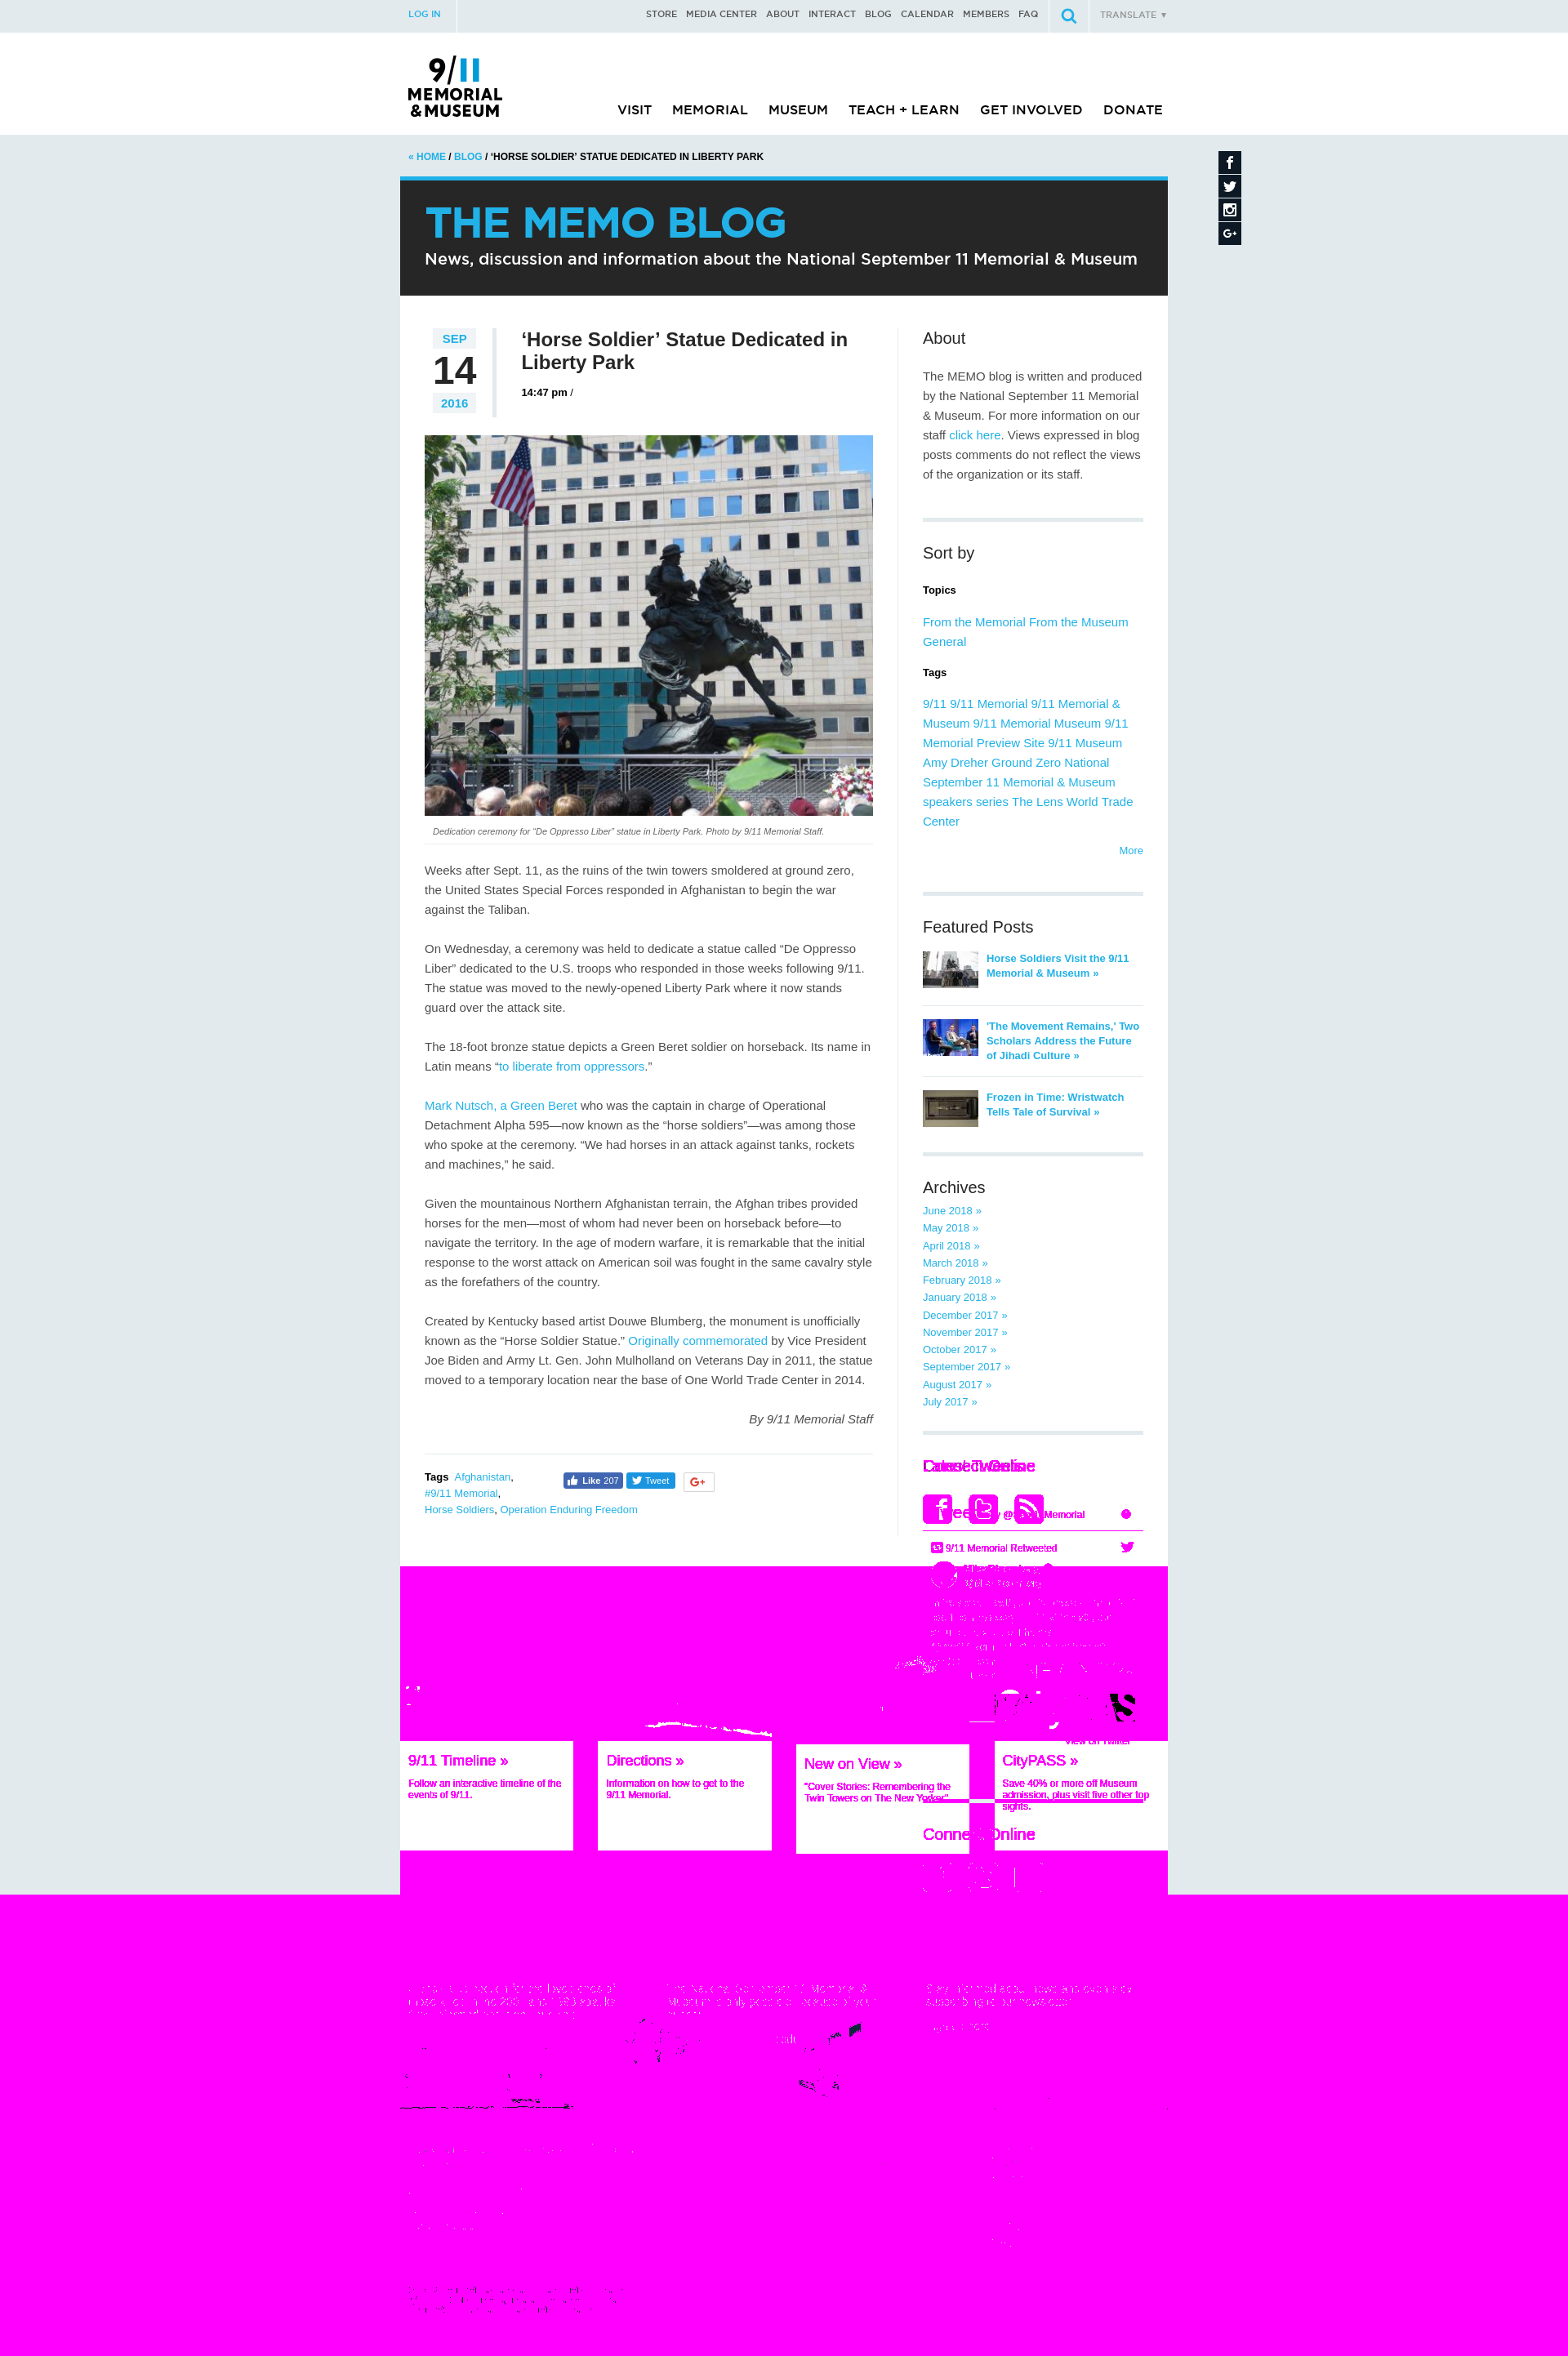 LOG IN
STORE MEDIA CENTER ABOUT INTERACT BLOG CALENDAR MEMBERS FAQ
TRANSLATE ▼
9/11
MEMORIAL
& MUSEUM
VISIT MEMORIAL MUSEUM TEACH + LEARN GET INVOLVED DONATE
« HOME / BLOG / ‘HORSE SOLDIER’ STATUE DEDICATED IN LIBERTY PARK
THE MEMO BLOG
News, discussion and information about the National September 11 Memorial & Museum
SEP
14
2016
‘Horse Soldier’ Statue Dedicated in
Liberty Park
14:47 pm /
Dedication ceremony for “De Oppresso Liber” statue in Liberty Park. Photo by 9/11 Memorial Staff.
Weeks after Sept. 11, as the ruins of the twin towers smoldered at ground zero,
the United States Special Forces responded in Afghanistan to begin the war
against the Taliban.
On Wednesday, a ceremony was held to dedicate a statue called “De Oppresso
Liber” dedicated to the U.S. troops who responded in those weeks following 9/11.
The statue was moved to the newly-opened Liberty Park where it now stands
guard over the attack site.
The 18-foot bronze statue depicts a Green Beret soldier on horseback. Its name in
Latin means “to liberate from oppressors.”
Mark Nutsch, a Green Beret who was the captain in charge of Operational
Detachment Alpha 595—now known as the “horse soldiers”—was among those
who spoke at the ceremony. “We had horses in an attack against tanks, rockets
and machines,” he said.
Given the mountainous Northern Afghanistan terrain, the Afghan tribes provided
horses for the men—most of whom had never been on horseback before—to
navigate the territory. In the age of modern warfare, it is remarkable that the initial
response to the worst attack on American soil was fought in the same cavalry style
as the forefathers of the country.
Created by Kentucky based artist Douwe Blumberg, the monument is unofficially
known as the “Horse Soldier Statue.” Originally commemorated by Vice President
Joe Biden and Army Lt. Gen. John Mulholland on Veterans Day in 2011, the statue
moved to a temporary location near the base of One World Trade Center in 2014.
By 9/11 Memorial Staff
Tags Afghanistan,
#9/11 Memorial,
Horse Soldiers, Operation Enduring Freedom
Like 207
Tweet
G+
About
The MEMO blog is written and produced
by the National September 11 Memorial
& Museum. For more information on our
staff click here. Views expressed in blog
posts comments do not reflect the views
of the organization or its staff.
Sort by
Topics
From the Memorial From the Museum
General
Tags
9/11 9/11 Memorial 9/11 Memorial &
Museum 9/11 Memorial Museum 9/11
Memorial Preview Site 9/11 Museum
Amy Dreher Ground Zero National
September 11 Memorial & Museum
speakers series The Lens World Trade
Center
More
Featured Posts
Horse Soldiers Visit the 9/11
Memorial & Museum »
'The Movement Remains,' Two
Scholars Address the Future
of Jihadi Culture »
Frozen in Time: Wristwatch
Tells Tale of Survival »
Archives
June 2018 »
May 2018 »
April 2018 »
March 2018 »
February 2018 »
January 2018 »
December 2017 »
November 2017 »
October 2017 »
September 2017 »
August 2017 »
July 2017 »
9/11 Memorial Retweeted
View on Twitter
9/11 Timeline »
Follow an interactive timeline of the
events of 9/11.
Directions »
Information on how to get to the
9/11 Memorial.
New on View »
"Cover Stories: Remembering the
Twin Towers on The New Yorker"
CityPASS »
Save 40% or more off Museum
admission, plus visit five other top
sights.
Connect Online